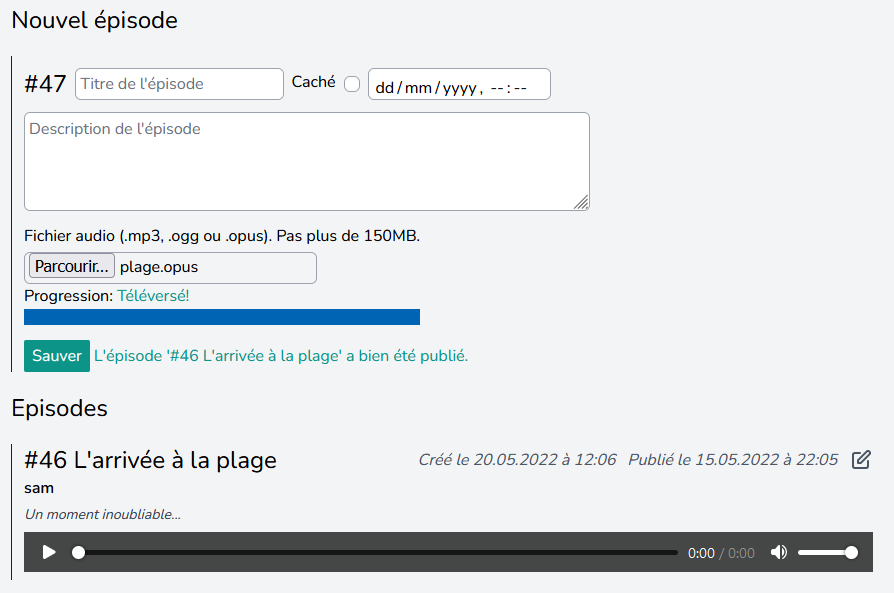 Nouvel épisode
#47 Titre de l'épisode Caché dd/mm/yyyy, --:--
Description de l'épisode
Fichier audio (.mp3, .ogg ou .opus). Pas plus de 150MB.
Parcourir... plage.opus
Progression: Téléversé!
Sauver L'épisode '#46 L'arrivée à la plage' a bien été publié.
Episodes
#46 L'arrivée à la plage Créé le 20.05.2022 à 12:06 Publié le 15.05.2022 à 22:05
sam
Un moment inoubliable...
0:00 / 0:00